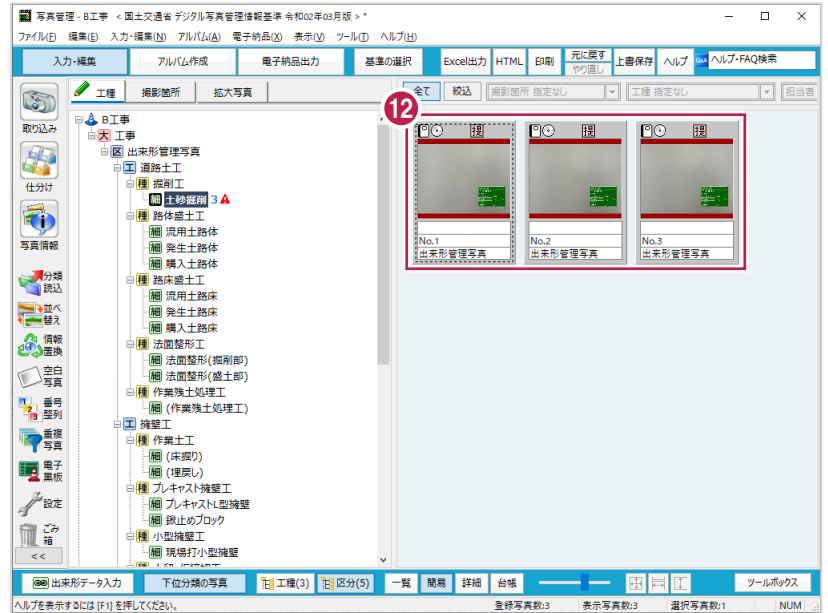 写真管理 - B工事 < 国土交通省 デジタル写真管理情報基準 令和02年03月版 > *
ファイル(F) 編集(E) 入力・編集(N) アルバム(A) 電子納品(X) 表示(V) ツール(T) ヘルプ(H)
入力・編集 アルバム作成 電子納品出力 基準の選択 Excel出力 HTML 印刷 元に戻す やり直し 上書保存 ヘルプ Q&A ヘルプ・FAQ検索
工種 撮影箇所 拡大写真 全て 絞込 撮影箇所 指定なし 工種 指定なし 担当者
12
取り込み
仕分け
写真情報
分類読込
並べ替え
情報置換
空白写真
番号整列
重複写真
電子黒板
設定
ごみ箱
<<
B工事
大 工事
区 出来形管理写真
工 道路土工
種 掘削工
細 土砂掘削 3
種 路体盛土工
細 流用土路体
細 発生土路体
細 購入土路体
種 路床盛土工
細 流用土路床
細 発生土路床
細 購入土路床
種 法面整形工
細 法面整形(掘削部)
細 法面整形(盛土部)
種 作業残土処理工
細 (作業残土処理工)
工 擁壁工
種 作業土工
細 (床掘り)
細 (埋戻し)
種 プレキャスト擁壁工
細 プレキャストL型擁壁
細 鍬止めブロック
種 小型擁壁工
細 現場打小型擁壁
提 提 提
No.1 No.2 No.3
出来形管理写真 出来形管理写真 出来形管理写真
出来形データ入力 下位分類の写真 工種(3) 区分(5) 一覧 簡易 詳細 台帳 ツールボックス
ヘルプを表示するには [F1] を押してください。 登録写真数:3 表示写真数:3 選択写真数:1 NUM